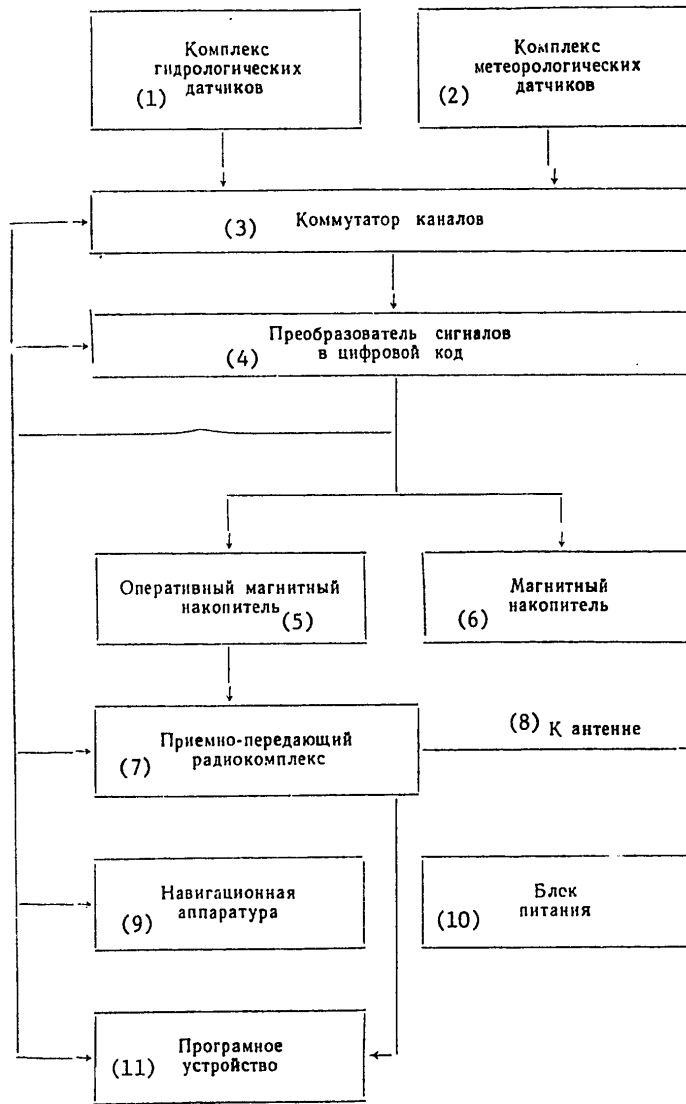 Комплекс
гидрологических
(1) датчиков
Комплекс
метеорологических
(2) датчиков
(3) Коммутатор каналов
Преобразователь сигналов
(4) в цифровой код
Оперативный магнитный
накопитель (5)
Магнитный
(6) накопитель
Приемно-передающий
(7) радиокомплекс
(8) К антенне
Навигационная
(9) аппаратура
Блок
(10) питания
Програмное
(11) устройство